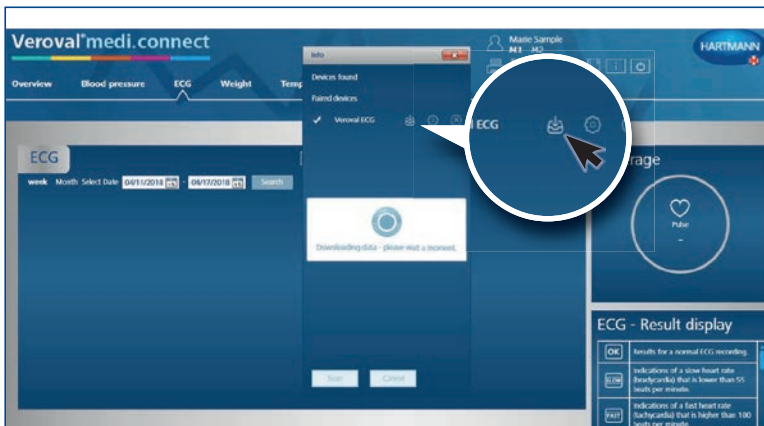 Veroval®medi.connect
Marie Sample
M1 M2
HARTMANN
Overview Blood pressure ECG Weight Temp
Info
Devices found
Paired devices
✓ Veroval ECG
ECG
ECG
week Month Select Date 04/11/2018 - 04/17/2018 Search
rage
Pulse
-
Downloading data - please wait a moment.
Scan Cancel
ECG - Result display
OK Results for a normal ECG recording.
SLOW Indications of a slow heart rate
(bradycardia) that is lower than 55
beats per minute.
FAST Indications of a fast heart rate
(tachycardia) that is higher than 100
beats per minute.